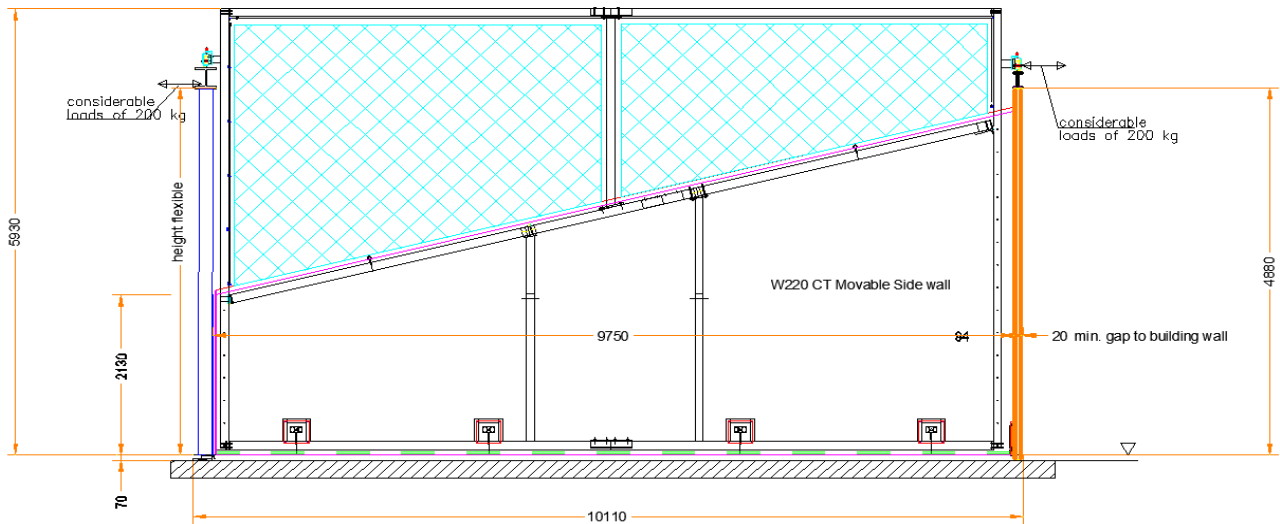 considerable
loads of 200 kg
considerable
loads of 200 kg
5930
height flexible
4880
W220 CT Movable Side wall
9750
84
20 min. gap to building wall
2130
70
10110